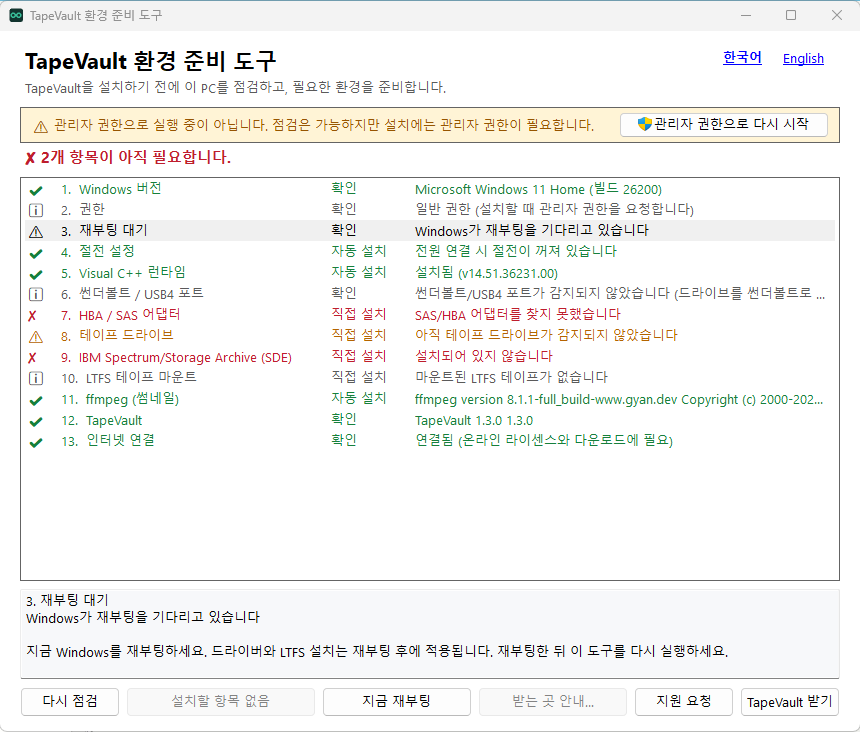 TapeVault 환경 준비 도구
TapeVault 환경 준비 도구
한국어 English
TapeVault을 설치하기 전에 이 PC를 점검하고, 필요한 환경을 준비합니다.
관리자 권한으로 실행 중이 아닙니다. 점검은 가능하지만 설치에는 관리자 권한이 필요합니다. 관리자 권한으로 다시 시작
✗ 2개 항목이 아직 필요합니다.
1. Windows 버전 확인 Microsoft Windows 11 Home (빌드 26200)
2. 권한 확인 일반 권한 (설치할 때 관리자 권한을 요청합니다)
3. 재부팅 대기 확인 Windows가 재부팅을 기다리고 있습니다
4. 절전 설정 자동 설치 전원 연결 시 절전이 꺼져 있습니다
5. Visual C++ 런타임 자동 설치 설치됨 (v14.51.36231.00)
6. 썬더볼트 / USB4 포트 확인 썬더볼트/USB4 포트가 감지되지 않았습니다 (드라이브를 썬더볼트로 ...
7. HBA / SAS 어댑터 직접 설치 SAS/HBA 어댑터를 찾지 못했습니다
8. 테이프 드라이브 직접 설치 아직 테이프 드라이브가 감지되지 않았습니다
9. IBM Spectrum/Storage Archive (SDE) 직접 설치 설치되어 있지 않습니다
10. LTFS 테이프 마운트 직접 설치 마운트된 LTFS 테이프가 없습니다
11. ffmpeg (썸네일) 자동 설치 ffmpeg version 8.1.1-full_build-www.gyan.dev Copyright (c) 2000-202...
12. TapeVault 확인 TapeVault 1.3.0 1.3.0
13. 인터넷 연결 확인 연결됨 (온라인 라이센스와 다운로드에 필요)
3. 재부팅 대기
Windows가 재부팅을 기다리고 있습니다
지금 Windows를 재부팅하세요. 드라이버와 LTFS 설치는 재부팅 후에 적용됩니다. 재부팅한 뒤 이 도구를 다시 실행하세요.
다시 점검 설치할 항목 없음 지금 재부팅 받는 곳 안내... 지원 요청 TapeVault 받기